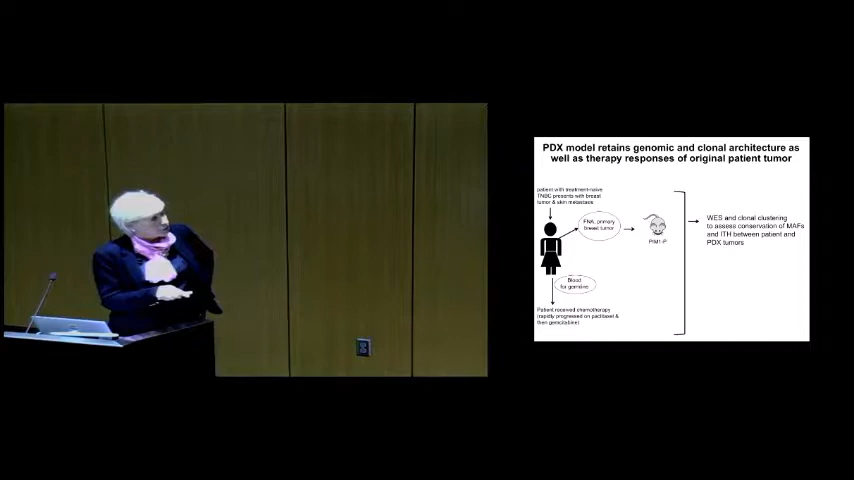 PDX model retains genomic and clonal architecture as
well as therapy responses of original patient tumor
patient with treatment-naive
TNBC presents with breast
tumor & skin metastasis
FNA, primary
breast tumor
PIM1-P
WES and clonal clustering
to assess conservation of MAFs
and ITH between patient and
PDX tumors
Blood
for germline
Patient received chemotherapy
(rapidly progressed on paclitaxel &
then gemcitabine)